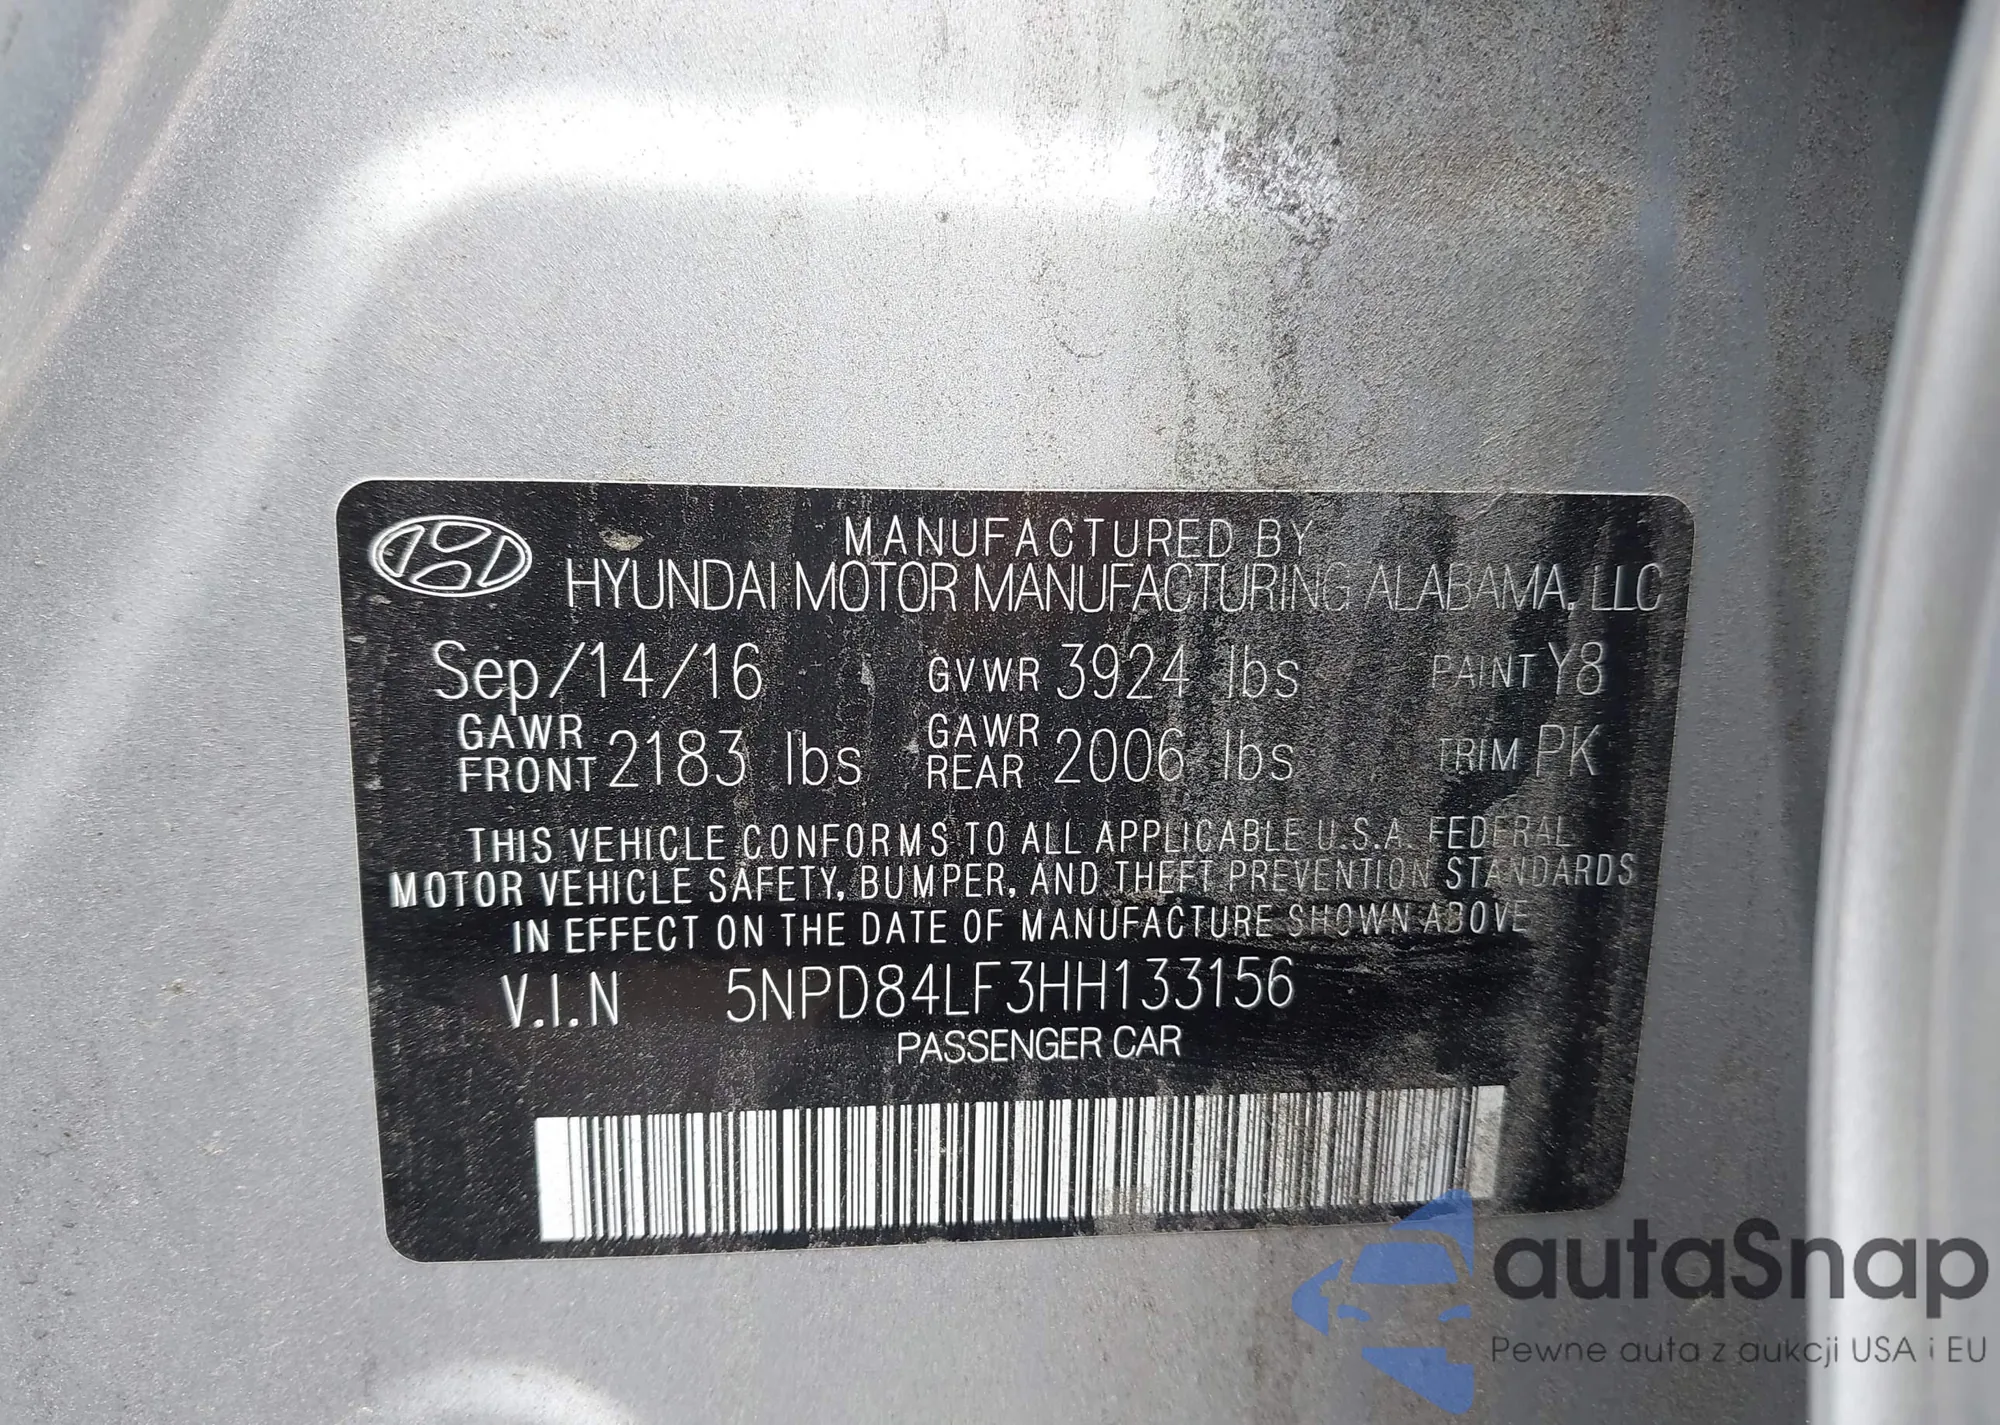 MANUFACTURED BY
HYUNDAI MOTOR MANUFACTURING ALABAMA, LLC
Sep/14/16 GVWR 3924 lbs PAINT Y8
GAWR FRONT 2183 lbs GAWR REAR 2006 lbs TRIM PK
THIS VEHICLE CONFORMS TO ALL APPLICABLE U.S.A. FEDERAL
MOTOR VEHICLE SAFETY, BUMPER, AND THEFT PREVENTION STANDARDS
IN EFFECT ON THE DATE OF MANUFACTURE SHOWN ABOVE
V.I.N 5NPD84LF3HH133156
PASSENGER CAR
autaSnap
Pewne auta z aukcji USA i EU